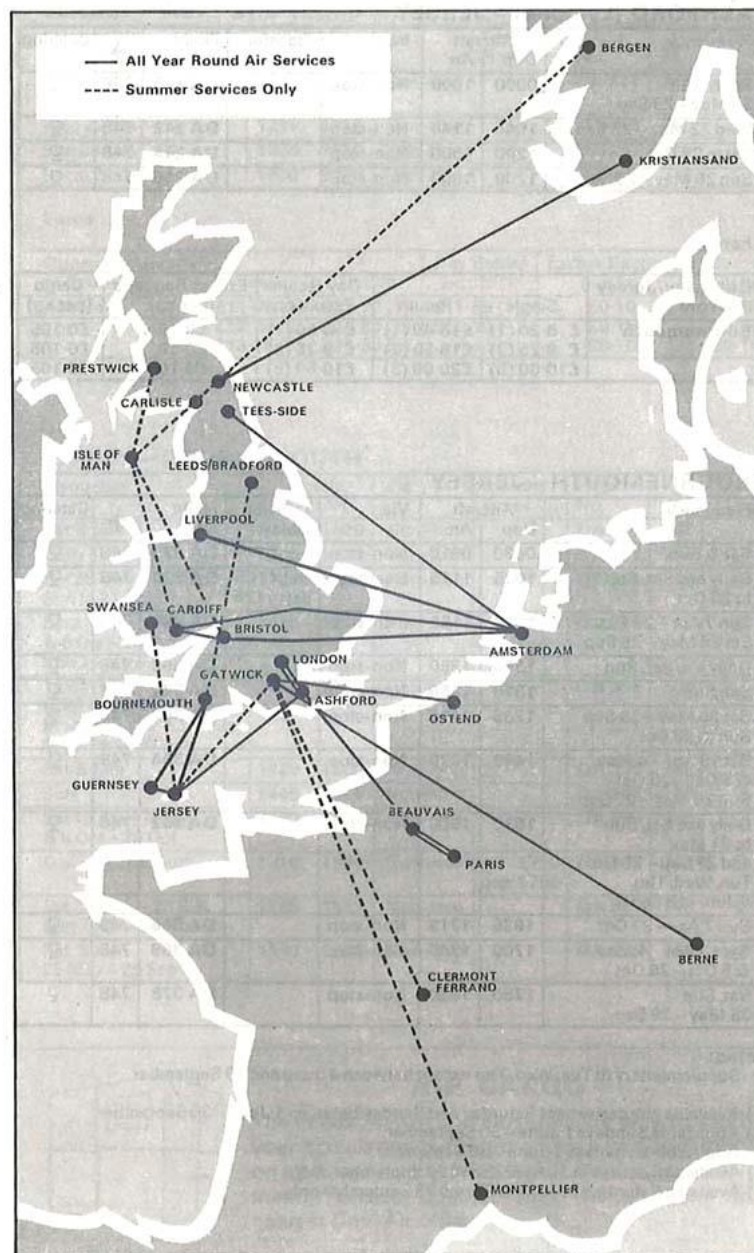 All Year Round Air Services
Summer Services Only
BERGEN
KRISTIANSAND
PRESTWICK
NEWCASTLE
CARLISLE
TEES-SIDE
ISLE OF
MAN
LEEDS/BRADFORD
LIVERPOOL
SWANSEA
CARDIFF
BRISTOL
AMSTERDAM
LONDON
GATWICK
ASHFORD
BOURNEMOUTH
OSTEND
GUERNSEY
JERSEY
BEAUVAIS
PARIS
BERNE
CLERMONT
FERRAND
MONTPELLIER